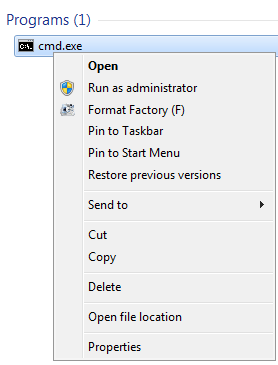 Programs (1)
cmd.exe
Open
Run as administrator
Format Factory (F)
Pin to Taskbar
Pin to Start Menu
Restore previous versions
Send to
Cut
Copy
Delete
Open file location
Properties